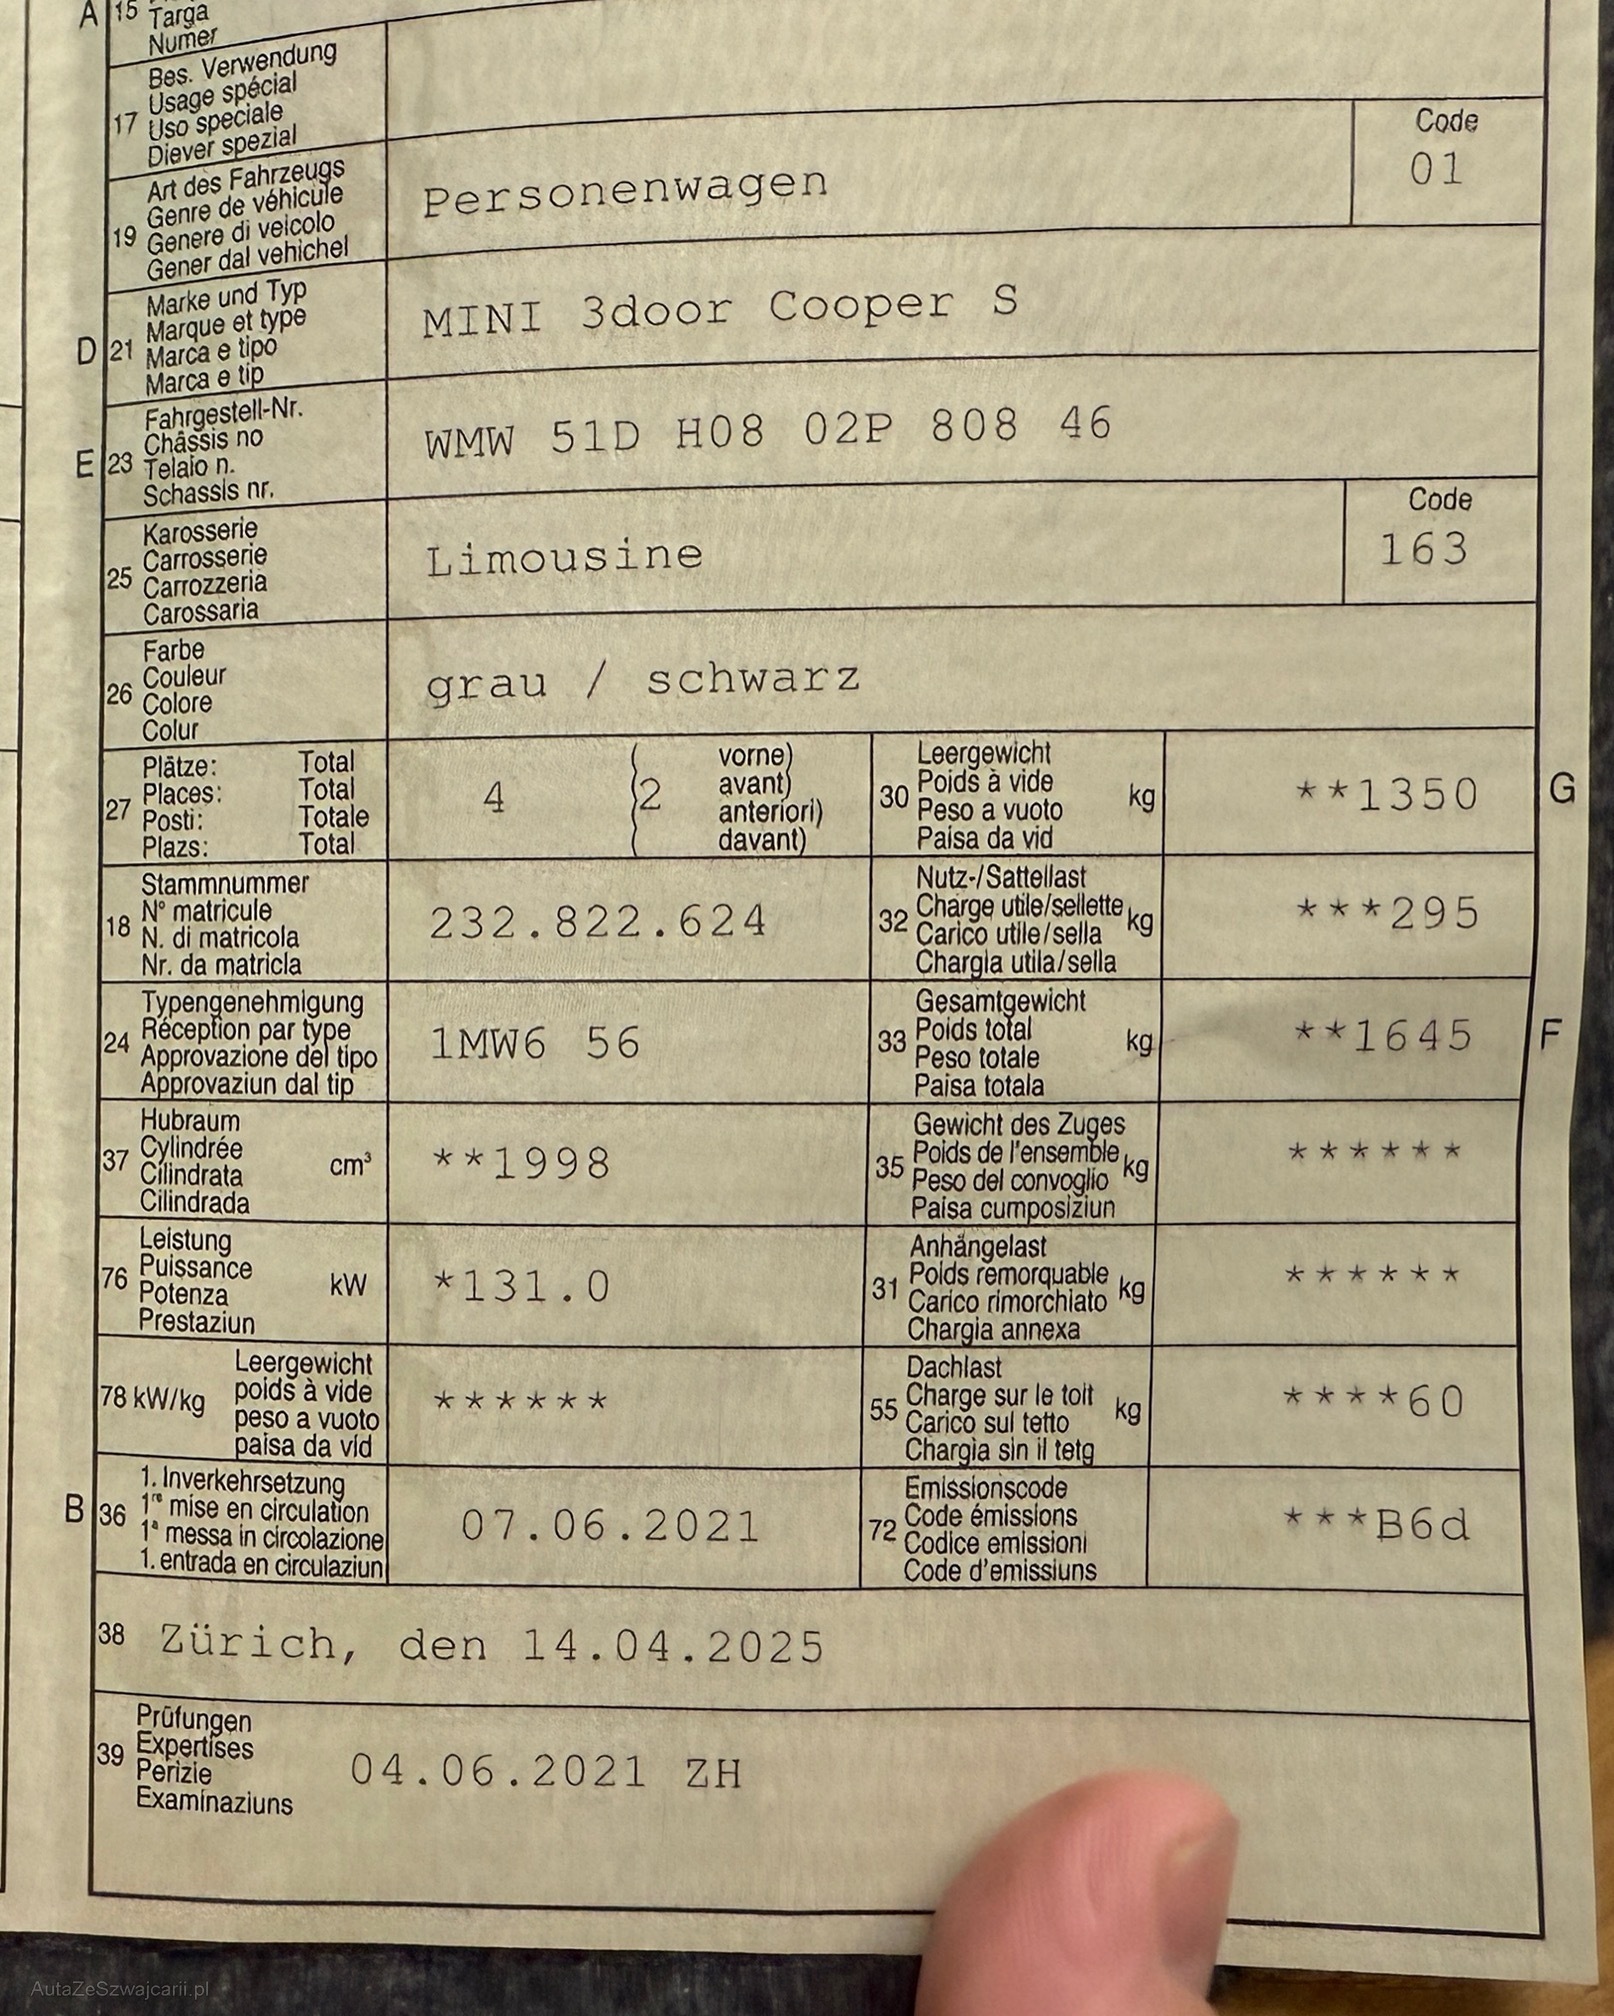 A 15 Targa
Numer
17 Bes. Verwendung
Usage spécial
Uso speciale
Diever spezial
19 Art des Fahrzeugs
Genre de véhicule
Genere di veicolo
Gener dal vehichel
Personenwagen
Code
01
D 21 Marke und Typ
Marque et type
Marca e tipo
Marca e tip
MINI 3door Cooper S
E 23 Fahrgestell-Nr.
Châssis no
Telaio n.
Schassis nr.
WMW 51D H08 02P 808 46
25 Karosserie
Carrosserie
Carrozzeria
Carossaria
Limousine
Code
163
26 Farbe
Couleur
Colore
Colur
grau / schwarz
27 Plätze: Total
Places: Total
Posti: Totale
Plazs: Total
4 (2 vorne)
avant)
anteriori)
davant)
30 Leergewicht
Poids à vide kg
Peso a vuoto
Paisa da vid
**1350 G
18 Stammnummer
N° matricule
N. di matricola
Nr. da matricla
232.822.624
32 Nutz-/Sattellast
Charge utile/sellette kg
Carico utile/sella
Chargia utila/sella
***295
24 Typengenehmigung
Réception par type
Approvazione del tipo
Approvaziun dal tip
1MW6 56
33 Gesamtgewicht
Poids total kg
Peso totale
Paisa totala
**1645 F
37 Hubraum
Cylindrée cm³
Cilindrata
Cilindrada
**1998
35 Gewicht des Zuges
Poids de l'ensemble kg
Peso del convoglio
Paisa cumposiziun
******
76 Leistung
Puissance kW
Potenza
Prestaziun
*131.0
31 Anhängelast
Poids remorquable kg
Carico rimorchiato
Chargia annexa
******
78 kW/kg Leergewicht
poids à vide
peso a vuoto
paisa da vid
******
55 Dachlast
Charge sur le toit kg
Carico sul tetto
Chargia sin il tetg
****60
B 36 1. Inverkehrsetzung
1re mise en circulation
1a messa in circolazione
1. entrada en circulaziun
07.06.2021
72 Emissionscode
Code émissions
Codice emissioni
Code d'emissiuns
***B6d
38 Zürich, den 14.04.2025
39 Prüfungen
Expertises
Perizie
Examinaziuns
04.06.2021 ZH
AutaZeSzwajcarii.pl